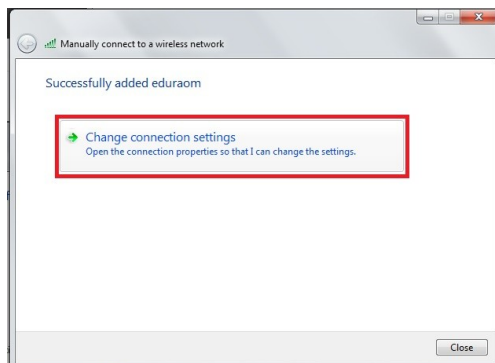 Manually connect to a wireless network
Successfully added eduraom
Change connection settings
Open the connection properties so that I can change the settings.
Close